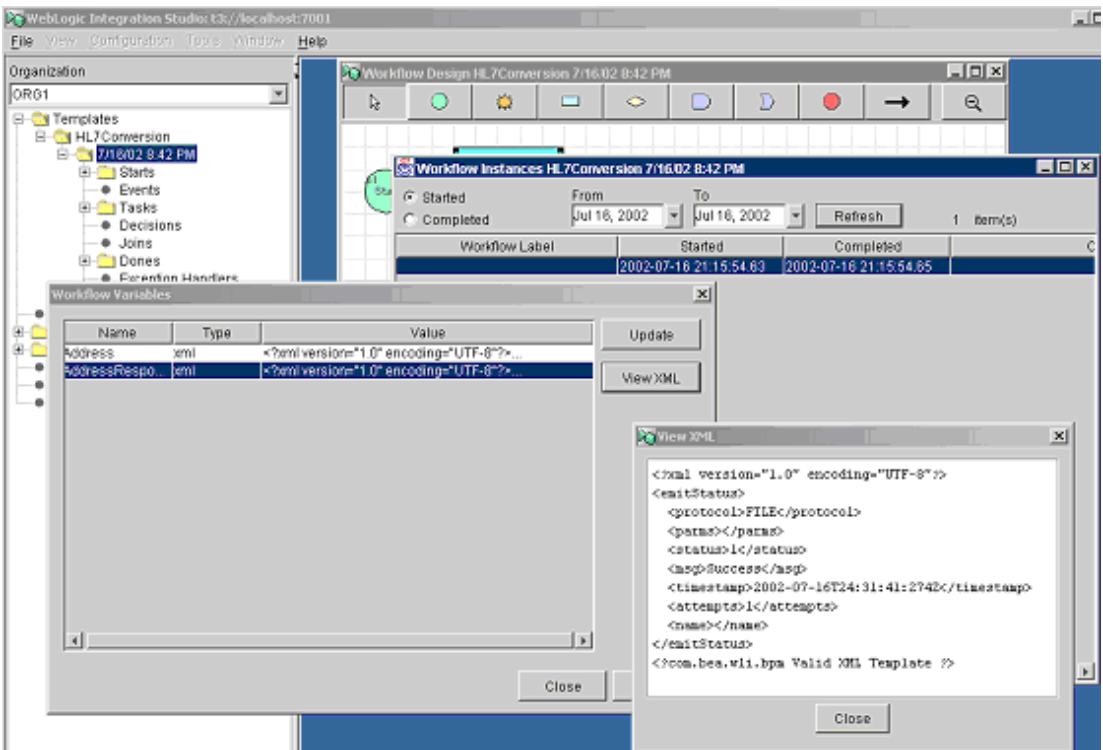 WebLogic Integration Studio: t3://localhost:7001
File View Configuration Tools Window Help
Organization
ORG1
Templates
HL7Conversion
7/16/02 8:42 PM
Starts
Events
Tasks
Decisions
Joins
Dones
Exception Handlers
Workflow Design HL7Conversion 7/16/02 8:42 PM
Workflow Instances HL7Conversion 7/16/02 8:42 PM
Started
Completed
From
To
Jul 16, 2002
Jul 16, 2002
Refresh
1 item(s)
Workflow Label Started Completed C
2002-07-16 21:15:54.63 2002-07-16 21:15:54.65
Workflow Variables
Name Type Value
Address xml <?xml version="1.0" encoding="UTF-8"?>...
AddressRespo... xml <?xml version="1.0" encoding="UTF-8"?>...
Update
View XML
Close
View XML
<?xml version="1.0" encoding="UTF-8"?>
<emitStatus>
<protocol>FILE</protocol>
<parms></parms>
<status>1</status>
<msg>Success</msg>
<timestamp>2002-07-16T24:31:41:274Z</timestamp>
<attempts>1</attempts>
<name></name>
</emitStatus>
<?com.bea.wli.bpm Valid XML Template ?>
Close